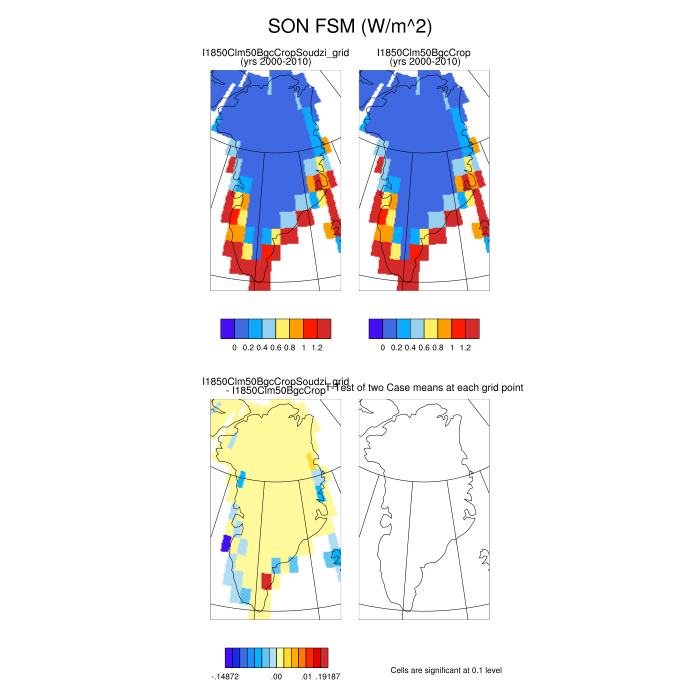 SON FSM (W/m^2)
I1850Clm50BgcCropSoudzi_grid
(yrs 2000-2010)
I1850Clm50BgcCrop
(yrs 2000-2010)
0 0.2 0.4 0.6 0.8 1 1.2
0 0.2 0.4 0.6 0.8 1 1.2
I1850Clm50BgcCropSoudzi_grid
- I1850Clm50BgcCrop
T-Test of two Case means at each grid point
-.14872 .00 .01 .19187
Cells are significant at 0.1 level